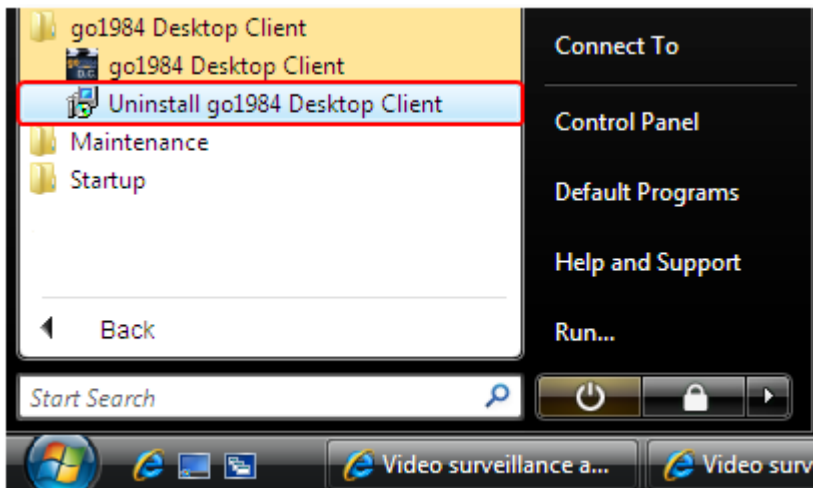 go1984 Desktop Client
go1984 Desktop Client
Uninstall go1984 Desktop Client
Maintenance
Startup
Back
Start Search
Connect To
Control Panel
Default Programs
Help and Support
Run...
Video surveillance a...
Video surv